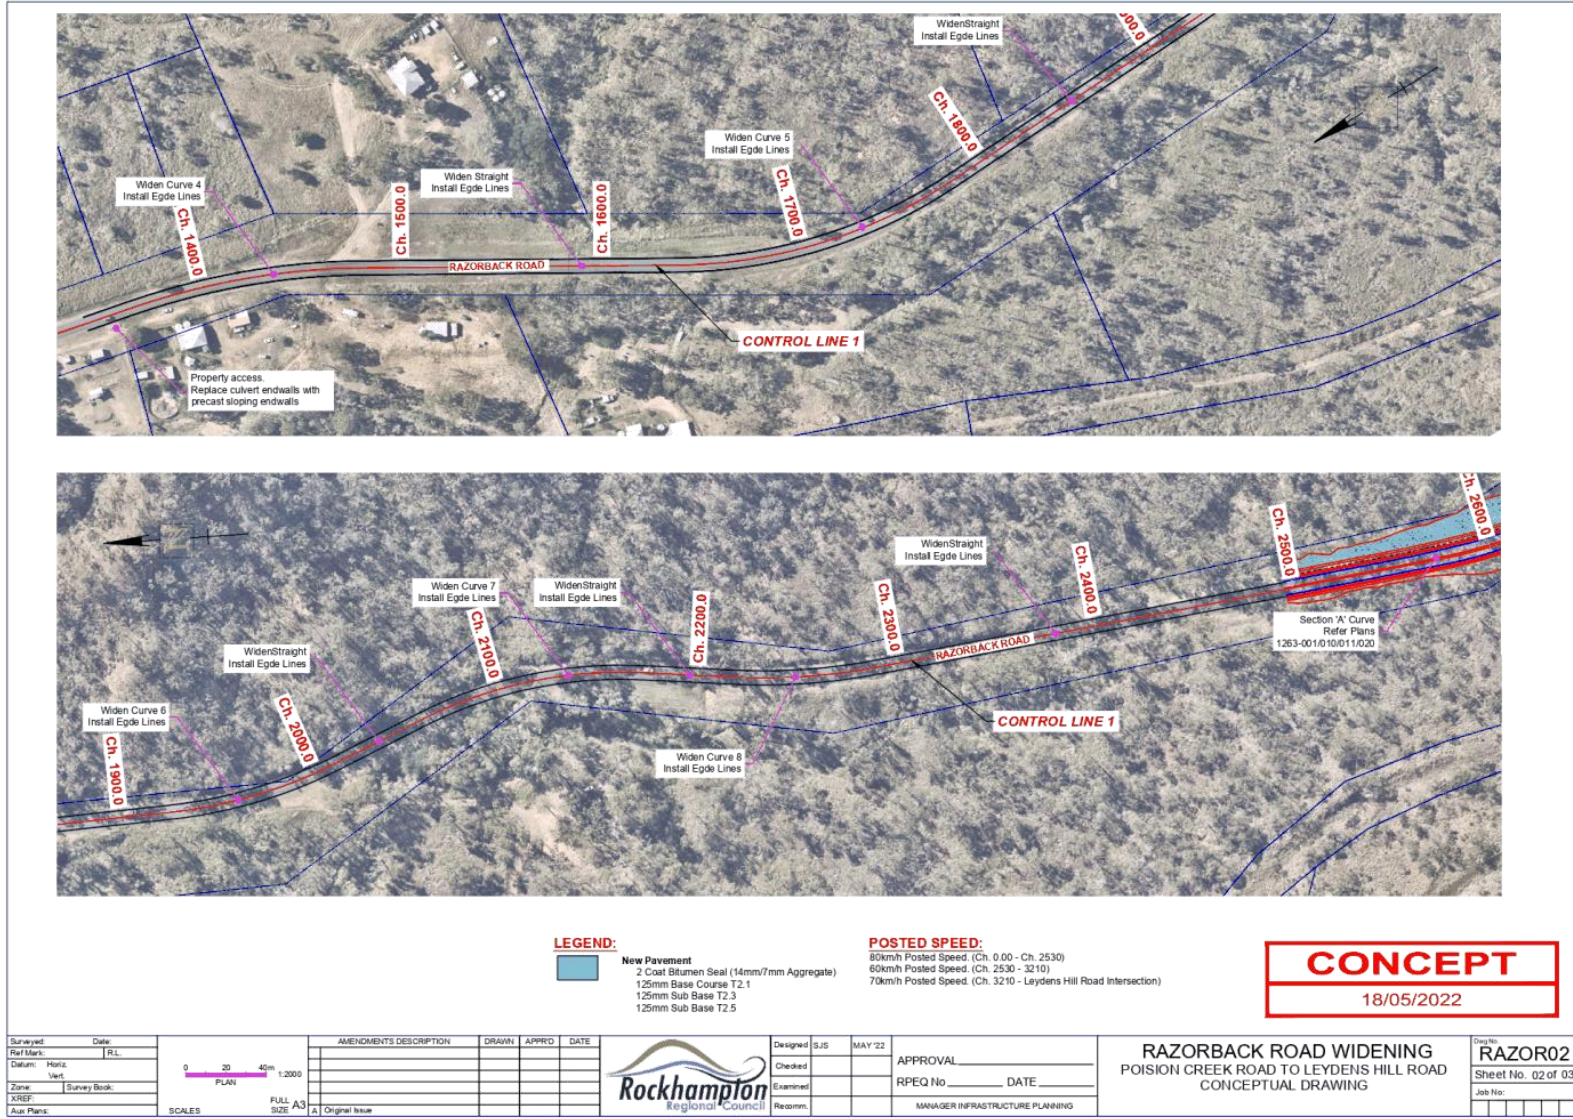 WidenStraight
Install Egde Lines
Ch. 1800.0
Widen Curve 5
Install Egde Lines
Ch. 1700.0
Widen Straight
Install Egde Lines
Ch. 1600.0
Ch. 1500.0
Widen Curve 4
Install Egde Lines
Ch. 1400.0
RAZORBACK ROAD
CONTROL LINE 1
Property access.
Replace culvert endwalls with
precast sloping endwalls
Ch. 2600.0
Ch. 2500.0
WidenStraight
Install Egde Lines
Ch. 2400.0
Widen Curve 7
Install Egde Lines
WidenStraight
Install Egde Lines
Ch. 2300.0
Ch. 2200.0
Ch. 2100.0
Section 'A' Curve
Refer Plans
1263-001/010/011/020
RAZORBACK ROAD
WidenStraight
Install Egde Lines
Ch. 2000.0
Widen Curve 6
Install Egde Lines
CONTROL LINE 1
Ch. 1900.0
Widen Curve 8
Install Egde Lines
LEGEND:
New Pavement
2 Coat Bitumen Seal (14mm/7mm Aggregate)
125mm Base Course T2.1
125mm Sub Base T2.3
125mm Sub Base T2.5
POSTED SPEED:
80km/h Posted Speed. (Ch. 0.00 - Ch. 2530)
60km/h Posted Speed. (Ch. 2530 - 3210)
70km/h Posted Speed. (Ch. 3210 - Leydens Hill Road Intersection)
CONCEPT
18/05/2022
Surveyed: Date:
Ref Mark: R.L.
Datum: Horiz.
Vert.
Zone: Survey Book:
XREF:
Aux Plans:
0 20 40m 1:2000
PLAN
SCALES
FULL SIZE A3
AMENDMENTS DESCRIPTION DRAWN APPR'D DATE
A Original Issue
Rockhampton
Regional Council
Designed SJS MAY '22
Checked
Examined
Recomm.
APPROVAL
RPEQ No DATE
MANAGER INFRASTRUCTURE PLANNING
RAZORBACK ROAD WIDENING
POISION CREEK ROAD TO LEYDENS HILL ROAD
CONCEPTUAL DRAWING
Dwg No.
RAZOR02
Sheet No. 02 of 03
Job No: